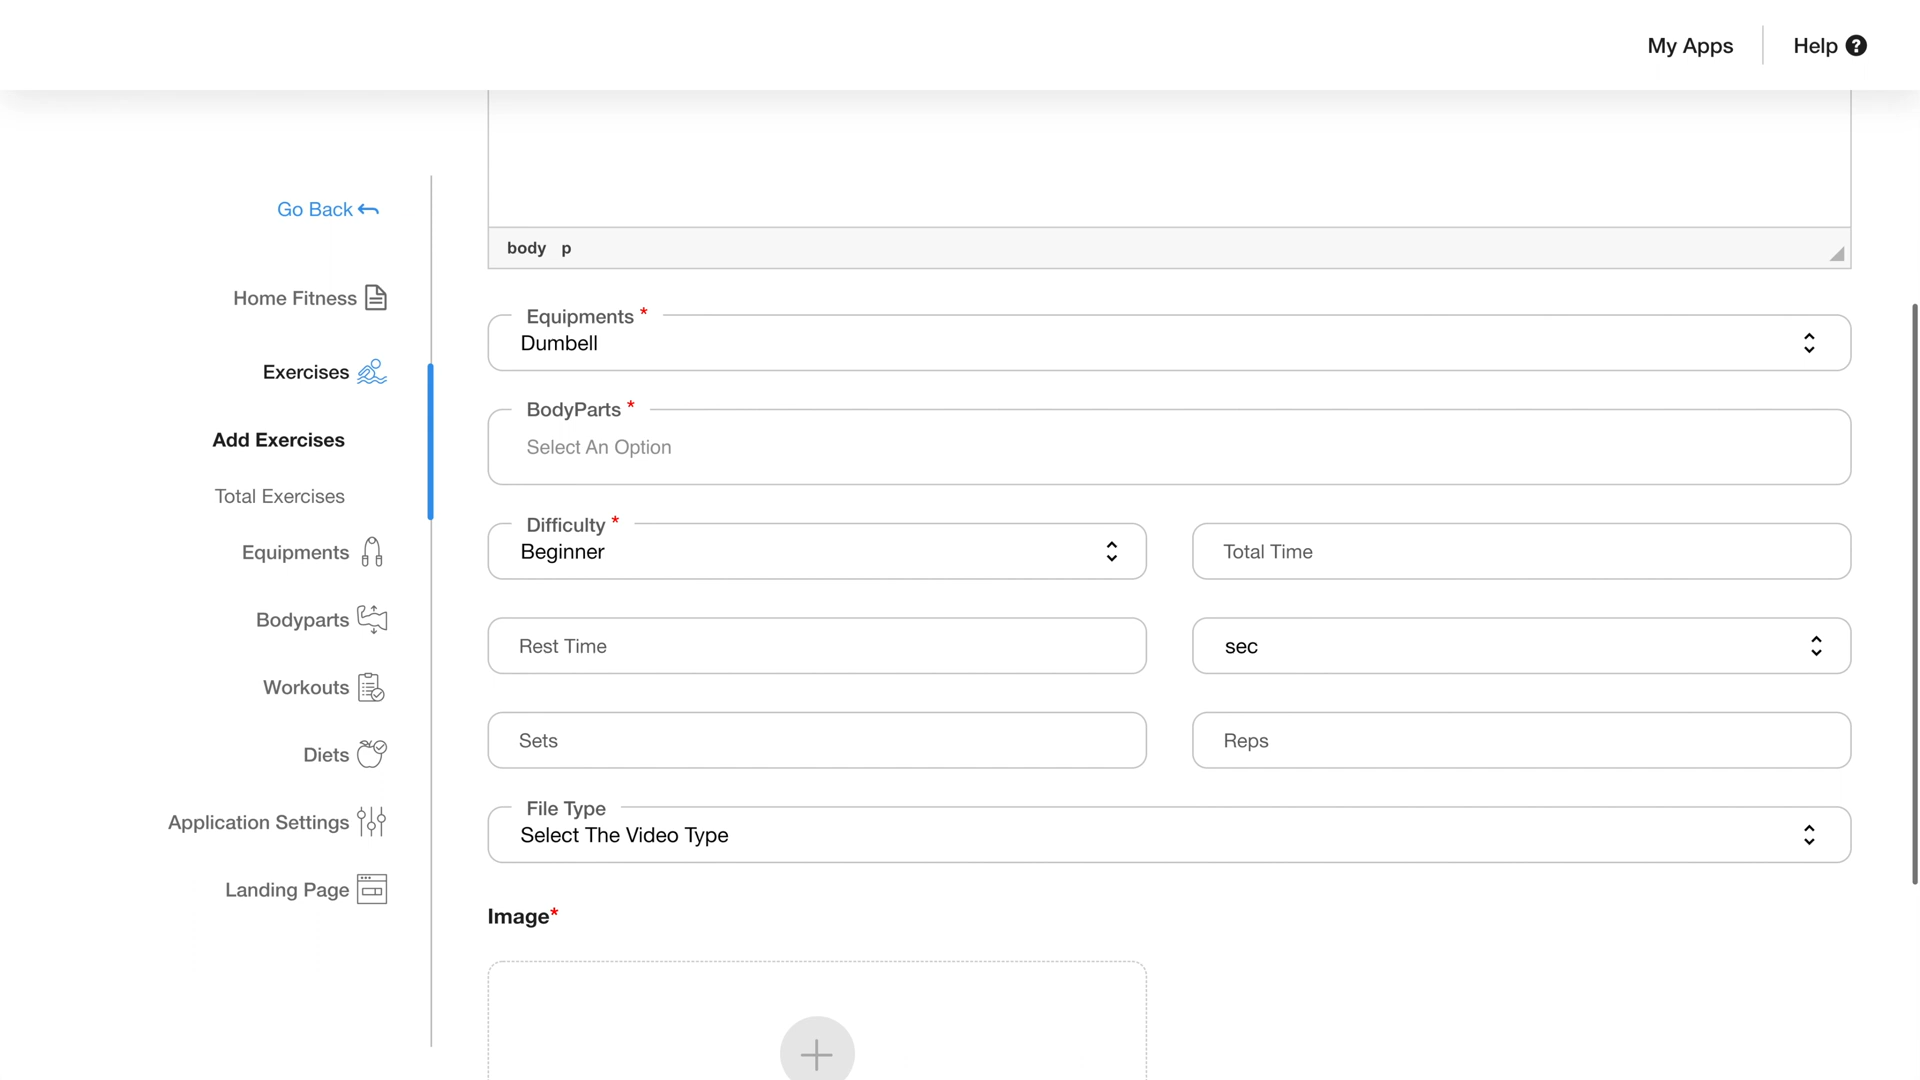 My Apps
Help ?
Go Back
Home Fitness
Exercises
Add Exercises
Total Exercises
Equipments
Bodyparts
Workouts
Diets
Application Settings
Landing Page
body p
Equipments *
Dumbell
BodyParts *
Select An Option
Difficulty *
Beginner
Total Time
Rest Time
sec
Sets
Reps
File Type
Select The Video Type
Image*